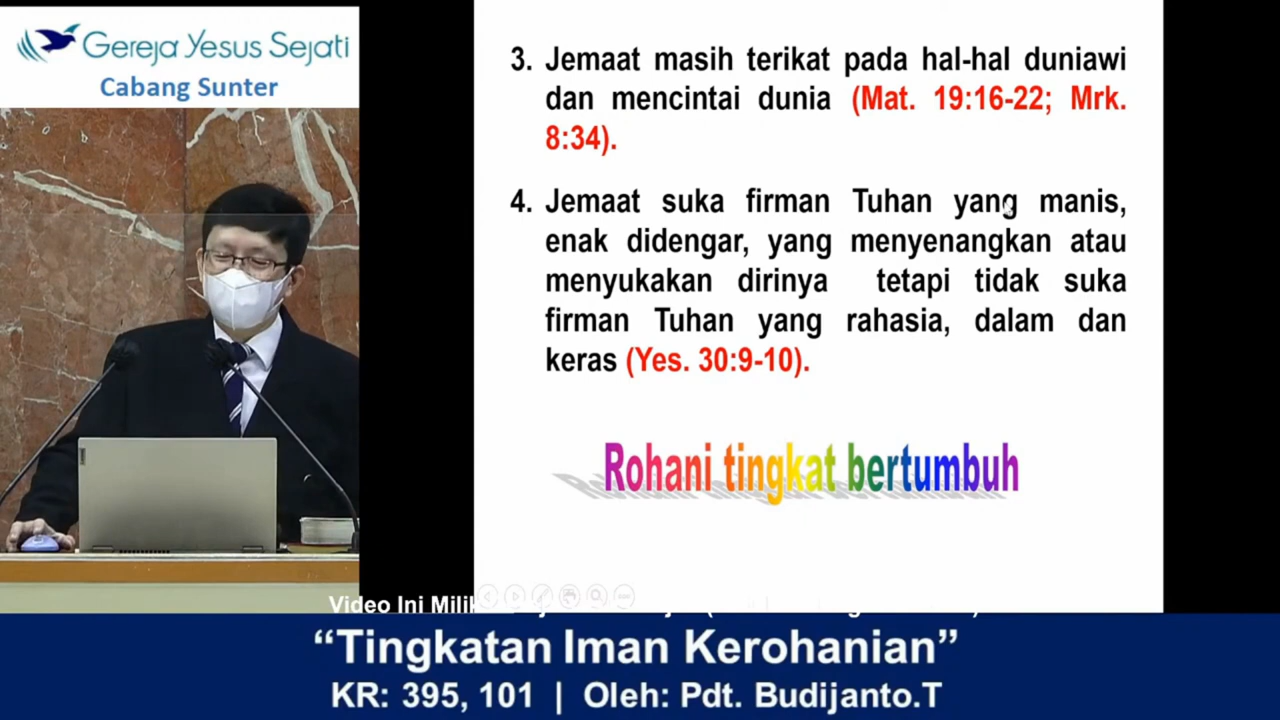 Gereja Yesus Sejati
Cabang Sunter
3. Jemaat masih terikat pada hal-hal duniawi
dan mencintai dunia (Mat. 19:16-22; Mrk.
8:34).
4. Jemaat suka firman Tuhan yang manis,
enak didengar, yang menyenangkan atau
menyukakan dirinya tetapi tidak suka
firman Tuhan yang rahasia, dalam dan
keras (Yes. 30:9-10).
Rohani tingkat bertumbuh
Video Ini Milik
“Tingkatan Iman Kerohanian”
KR: 395, 101 | Oleh: Pdt. Budijanto.T